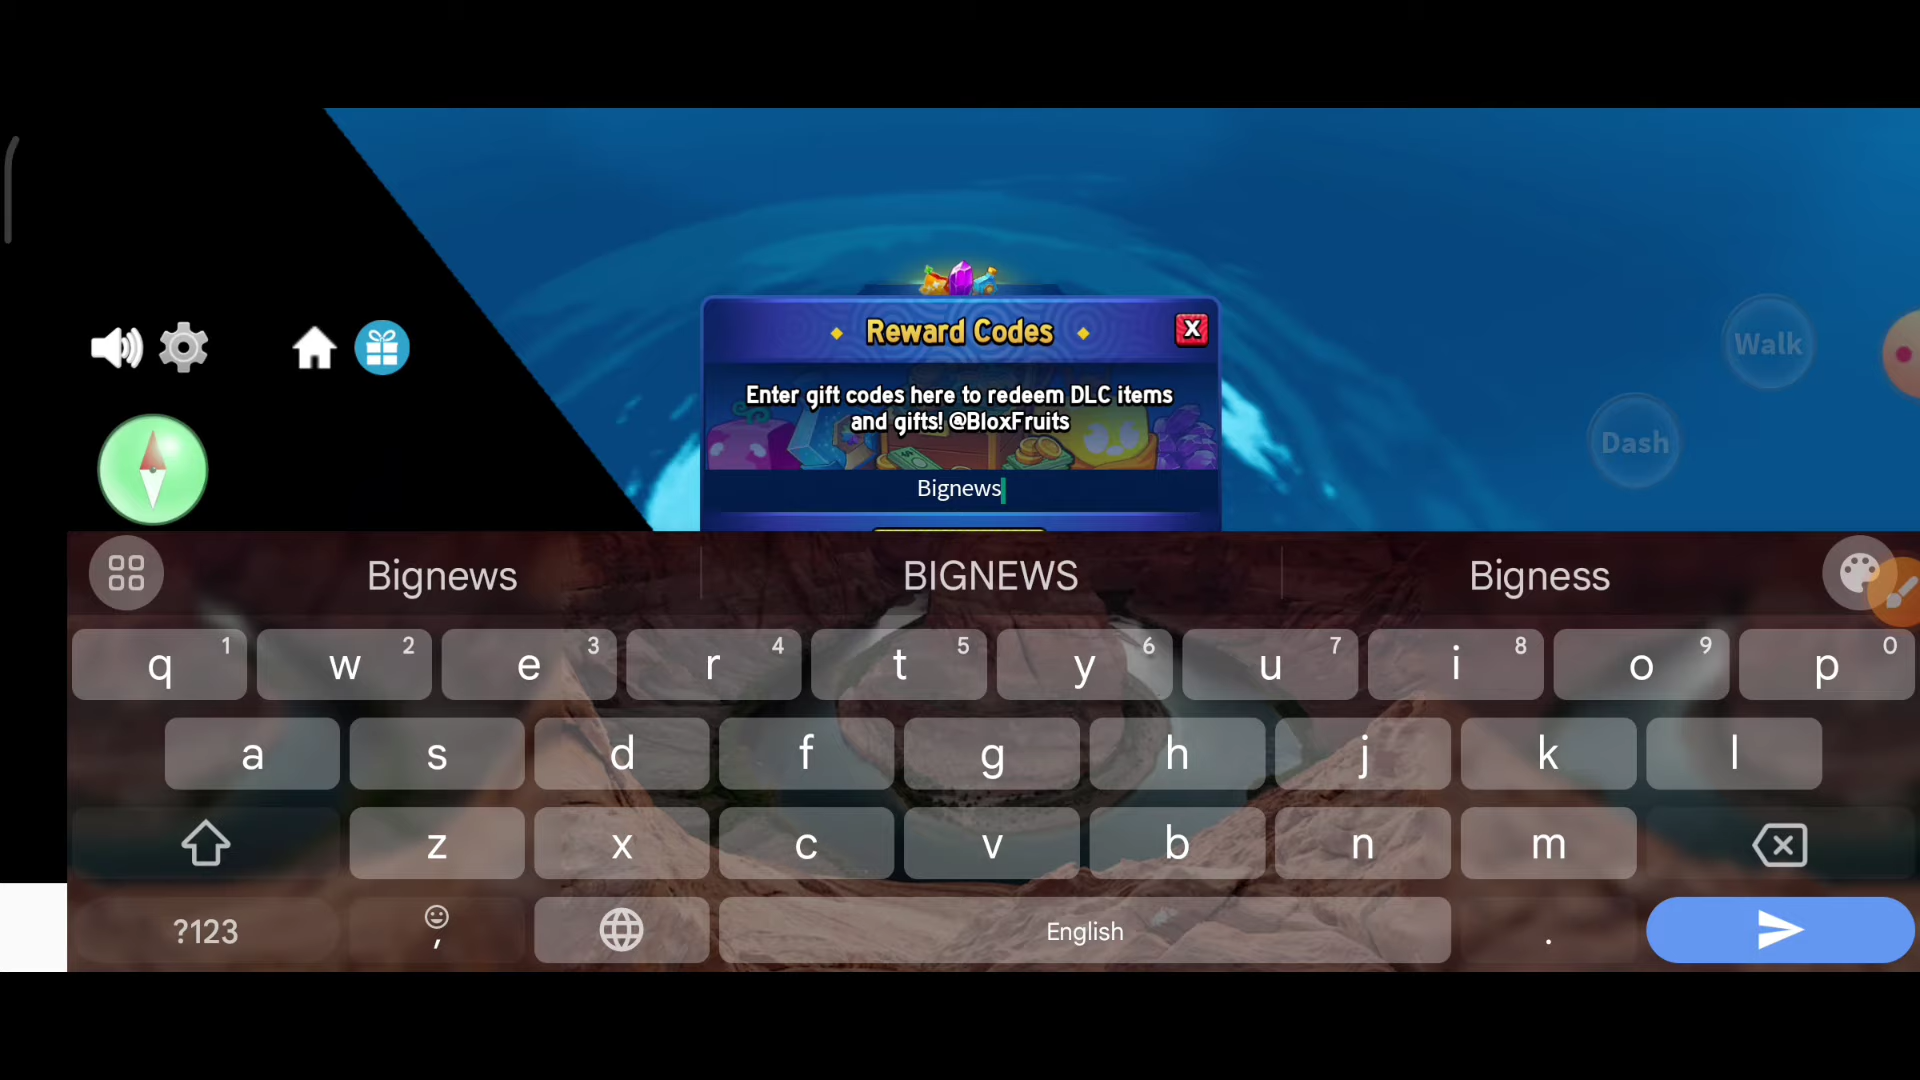 Reward Codes
X
Enter gift codes here to redeem DLC items
and gifts! @BloxFruits
Bignews
Walk
Dash
Bignews BIGNEWS Bigness
q 1 w 2 e 3 r 4 t 5 y 6 u 7 i 8 o 9 p 0
a s d f g h j k l
z x c v b n m
?123 , English .